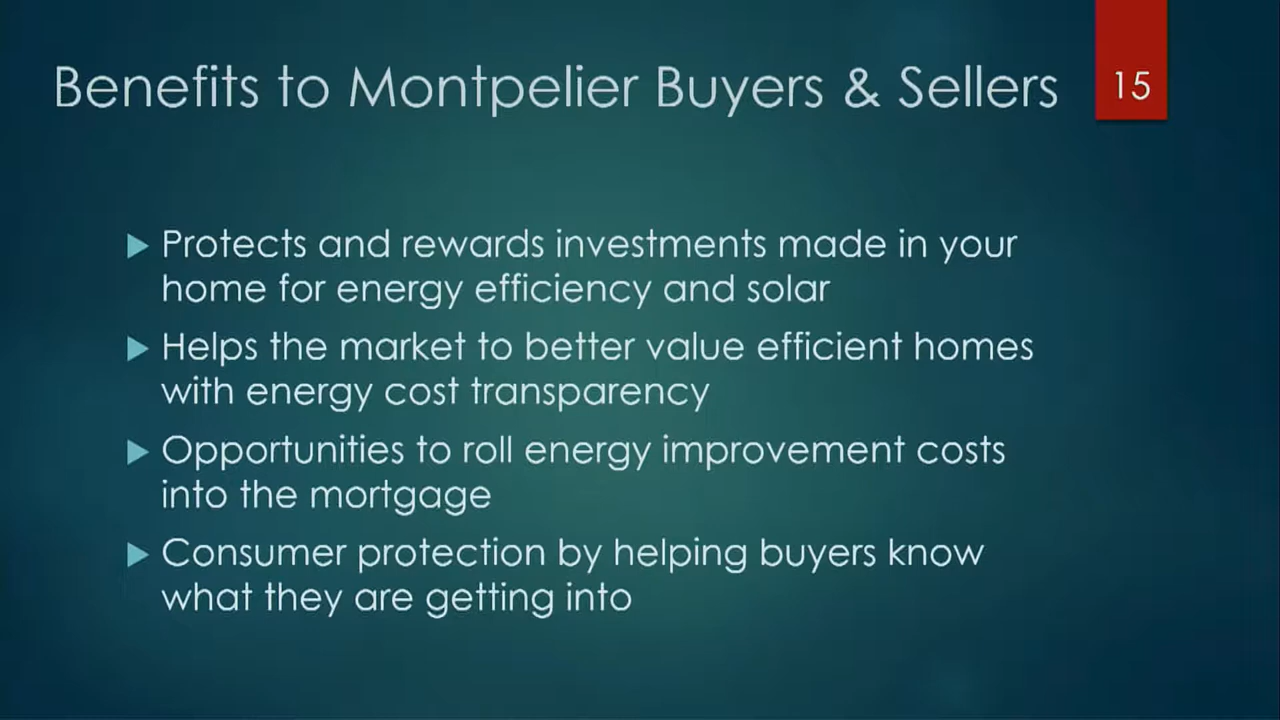 Benefits to Montpelier Buyers & Sellers
15
Protects and rewards investments made in your
home for energy efficiency and solar
Helps the market to better value efficient homes
with energy cost transparency
Opportunities to roll energy improvement costs
into the mortgage
Consumer protection by helping buyers know
what they are getting into